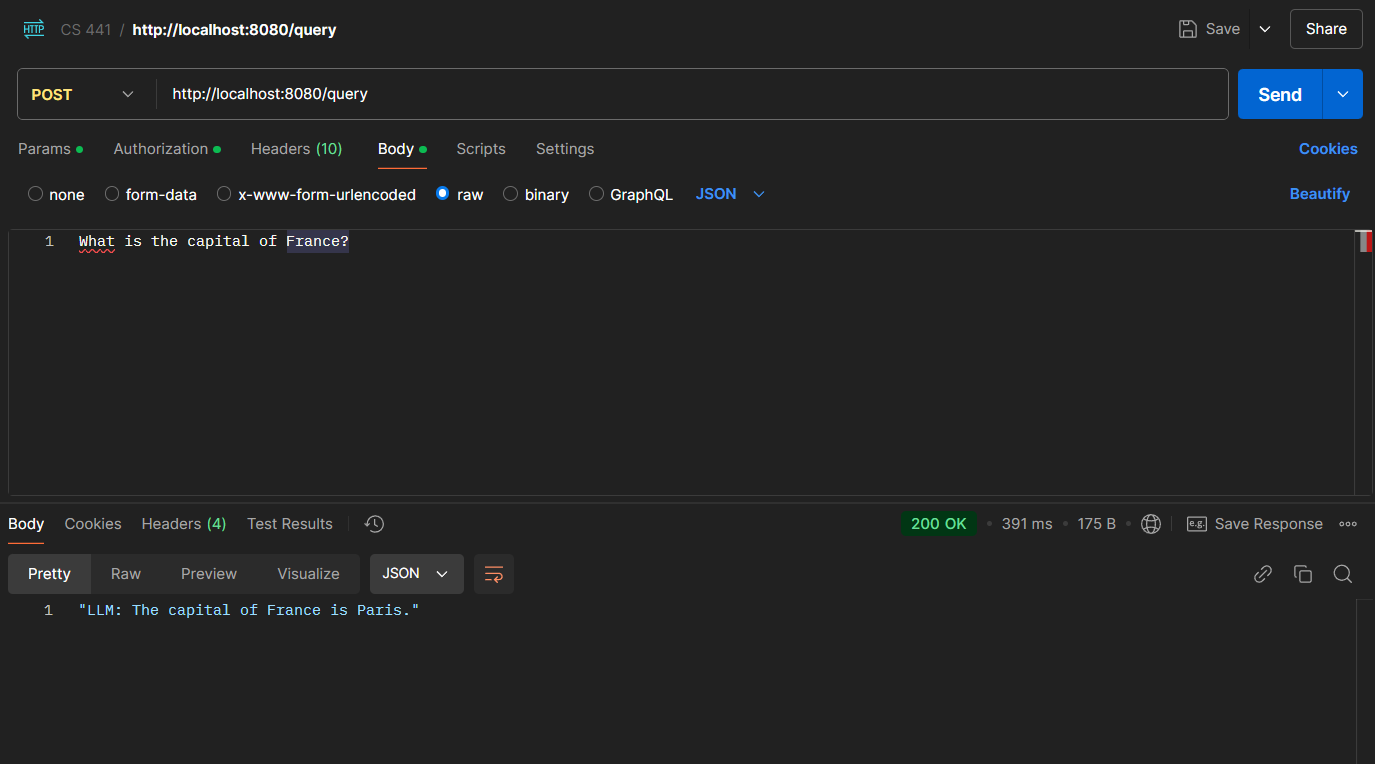 HTTP CS 441 / http://localhost:8080/query Save Share
POST http://localhost:8080/query Send
Params Authorization Headers (10) Body Scripts Settings Cookies
none form-data x-www-form-urlencoded raw binary GraphQL JSON Beautify
1 What is the capital of France?
Body Cookies Headers (4) Test Results 200 OK 391 ms 175 B e.g. Save Response
Pretty Raw Preview Visualize JSON
1 "LLM: The capital of France is Paris."